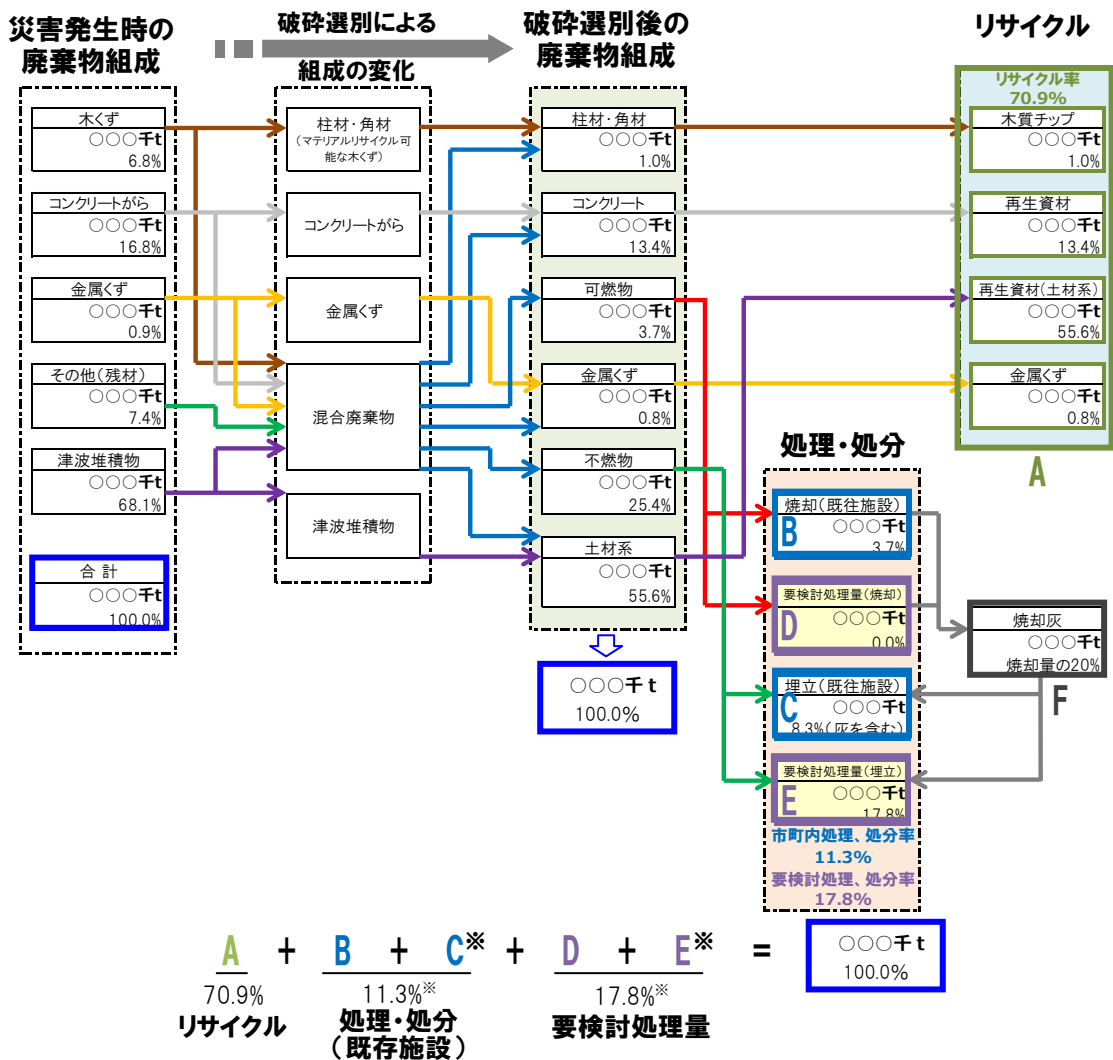 災害発生時の
廃棄物組成
破砕選別による
組成の変化
破砕選別後の
廃棄物組成
リサイクル
木くず
○○○千t
6.8%
コンクリートがら
○○○千t
16.8%
金属くず
○○○千t
0.9%
その他(残材)
○○○千t
7.4%
津波堆積物
○○○千t
68.1%
合 計
○○○千t
100.0%
柱材・角材
(マテリアルリサイクル可
能な木くず)
コンクリートがら
金属くず
混合廃棄物
津波堆積物
柱材・角材
○○○千t
1.0%
コンクリート
○○○千t
13.4%
可燃物
○○○千t
3.7%
金属くず
○○○千t
0.8%
不燃物
○○○千t
25.4%
土材系
○○○千t
55.6%
○○○千 t
100.0%
リサイクル率
70.9%
木質チップ
○○○千t
1.0%
再生資材
○○○千t
13.4%
再生資材(土材系)
○○○千t
55.6%
金属くず
○○○千t
0.8%
A
処理・処分
焼却(既往施設)
B
○○○千t
3.7%
要検討処理量(焼却)
D
○○○千t
0.0%
埋立(既往施設)
C
○○○千t
8.3%(灰を含む)
要検討処理量(埋立)
E
○○○千t
17.8%
市町内処理、処分率
11.3%
要検討処理、処分率
17.8%
焼却灰
○○○千t
焼却量の20%
F
A + B + C※ + D + E※ =
○○○千 t
100.0%
70.9%
リサイクル
11.3%※
処理・処分
(既存施設)
17.8%※
要検討処理量